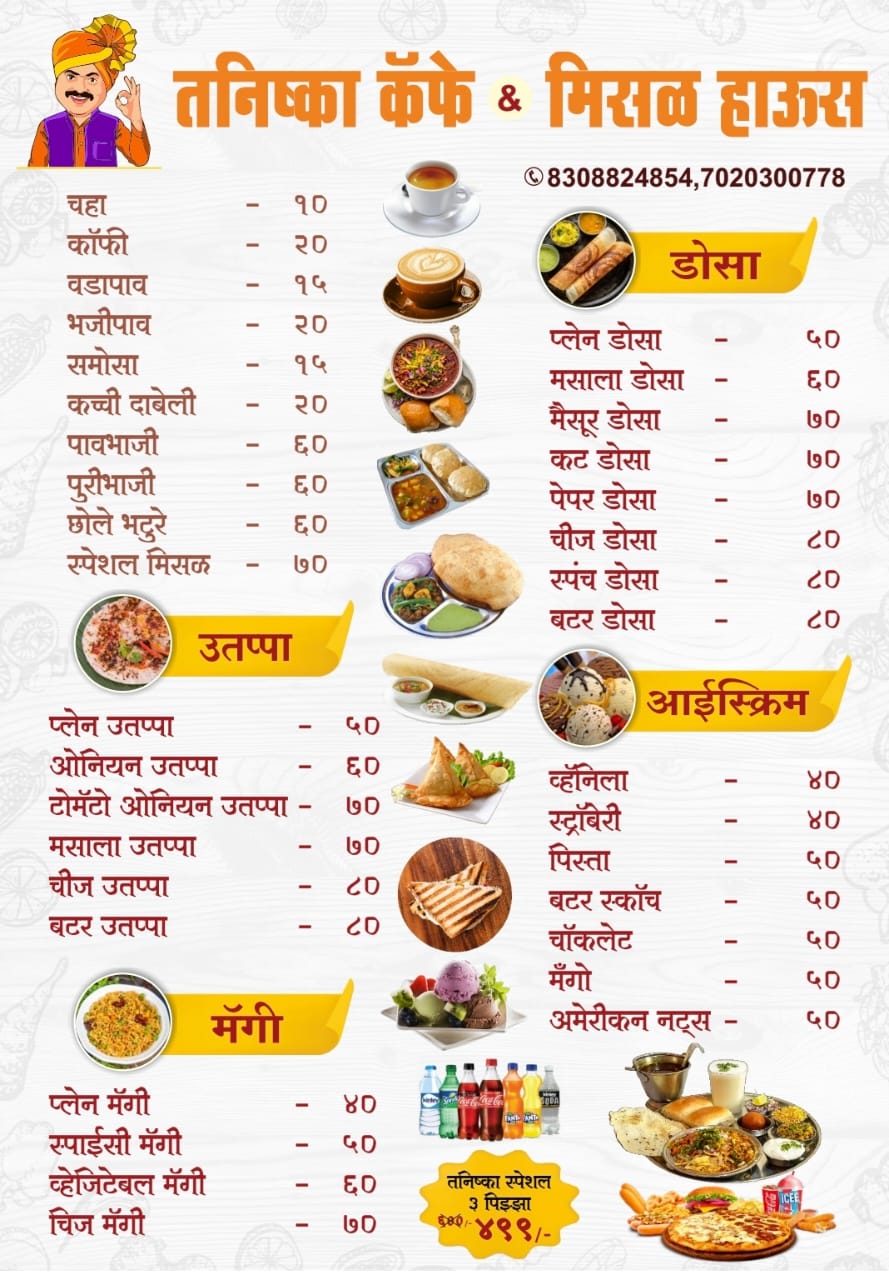 तनिष्का कॅफे & मिसळ हाऊस
8308824854,7020300778
चहा - १०
कॉफी - २०
वडापाव - १५
भजीपाव - २०
समोसा - १५
कच्ची दाबेली - २०
पावभाजी - ६०
पुरीभाजी - ६०
छोले भटुरे - ६०
स्पेशल मिसळ - ७०
उतप्पा
प्लेन उतप्पा - ५०
ओनियन उतप्पा - ६०
टोमॅटो ओनियन उतप्पा - ७०
मसाला उतप्पा - ७०
चीज उतप्पा - ८०
बटर उतप्पा - ८०
मॅगी
प्लेन मॅगी - ४०
स्पाईसी मॅगी - ५०
व्हेजिटेबल मॅगी - ६०
चिज मॅगी - ७०
डोसा
प्लेन डोसा - ५०
मसाला डोसा - ६०
मैसूर डोसा - ७०
कट डोसा - ७०
पेपर डोसा - ७०
चीज डोसा - ८०
स्पंच डोसा - ८०
बटर डोसा - ८०
आईस्क्रिम
व्हॅनिला - ४०
स्ट्रॉबेरी - ४०
पिस्ता - ५०
बटर स्कॉच - ५०
चॉकलेट - ५०
मँगो - ५०
अमेरीकन नट्स - ५०
तनिष्का स्पेशल
३ पिझ्झा
४९९/-
ICEE